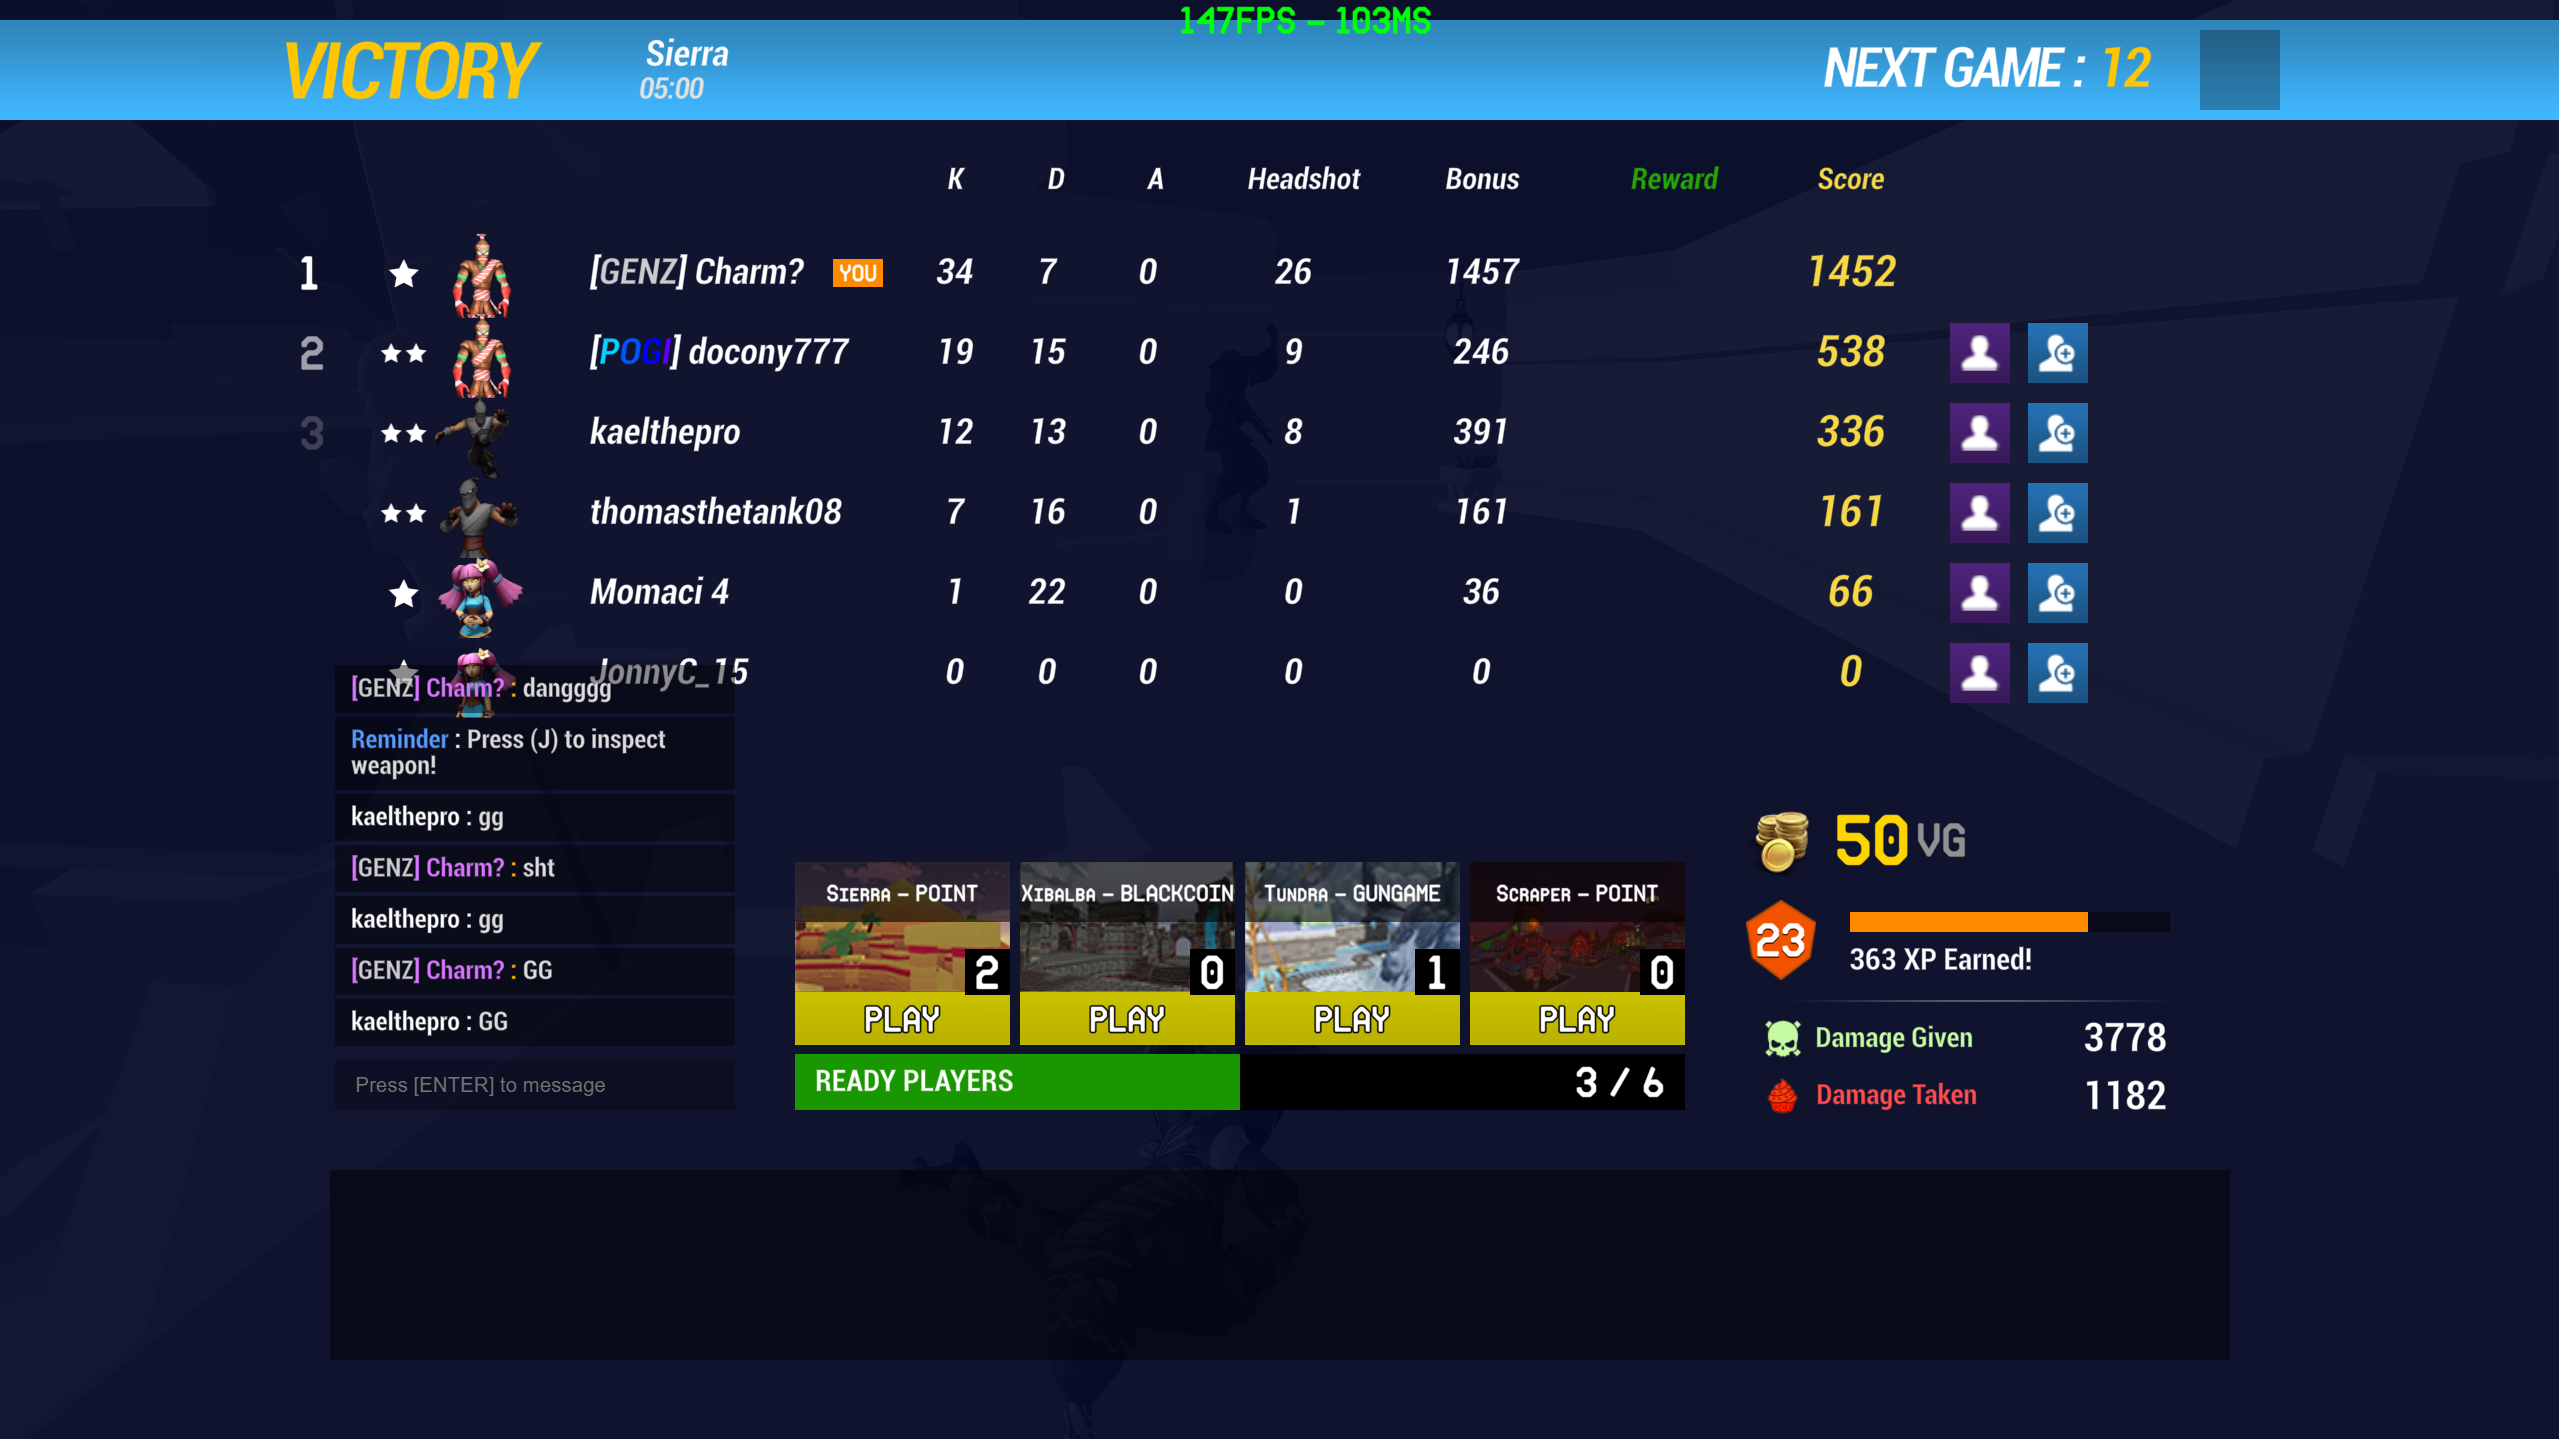 147FPS - 103MS
VICTORY
Sierra
05:00
NEXT GAME : 12
K D A Headshot Bonus Reward Score
1 [GENZ] Charm? YOU 34 7 0 26 1457 1452
2 [POGI] docony777 19 15 0 9 246 538
3 kaelthepro 12 13 0 8 391 336
thomasthetank08 7 16 0 1 161 161
Momaci 4 1 22 0 0 36 66
JonnyC_15 0 0 0 0 0 0
[GENZ] Charm? : dangggg
Reminder : Press (J) to inspect
weapon!
kaelthepro : gg
[GENZ] Charm? : sht
kaelthepro : gg
[GENZ] Charm? : GG
kaelthepro : GG
Press [ENTER] to message
SIERRA - POINT
2
PLAY
XIBALBA - BLACKCOIN
0
PLAY
TUNDRA - GUNGAME
1
PLAY
SCRAPER - POINT
0
PLAY
READY PLAYERS 3 / 6
50 VG
23
363 XP Earned!
Damage Given 3778
Damage Taken 1182